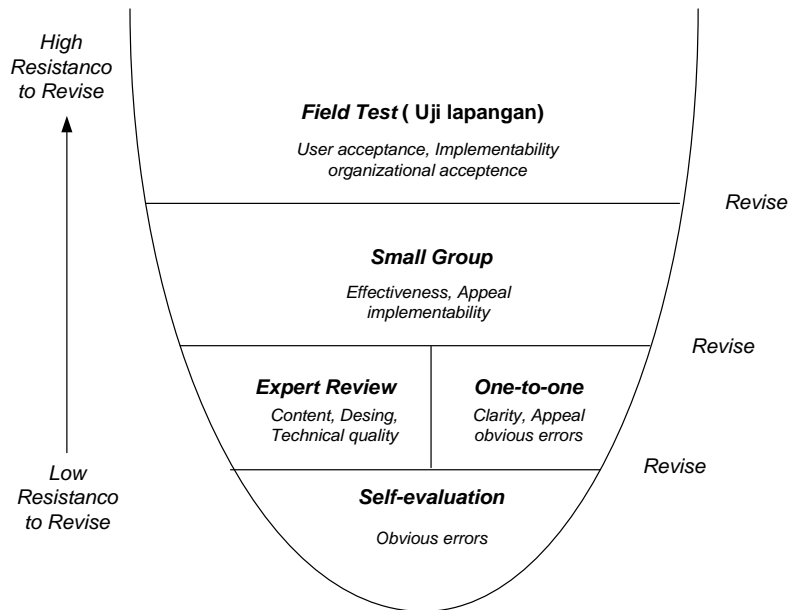 High
Resistanco
to Revise
Field Test ( Uji lapangan)
User acceptance, Implementability
organizational acceptence
Revise
Small Group
Effectiveness, Appeal
implementability
Revise
Expert Review
Content, Desing,
Technical quality
One-to-one
Clarity, Appeal
obvious errors
Revise
Low
Resistanco
to Revise
Self-evaluation
Obvious errors